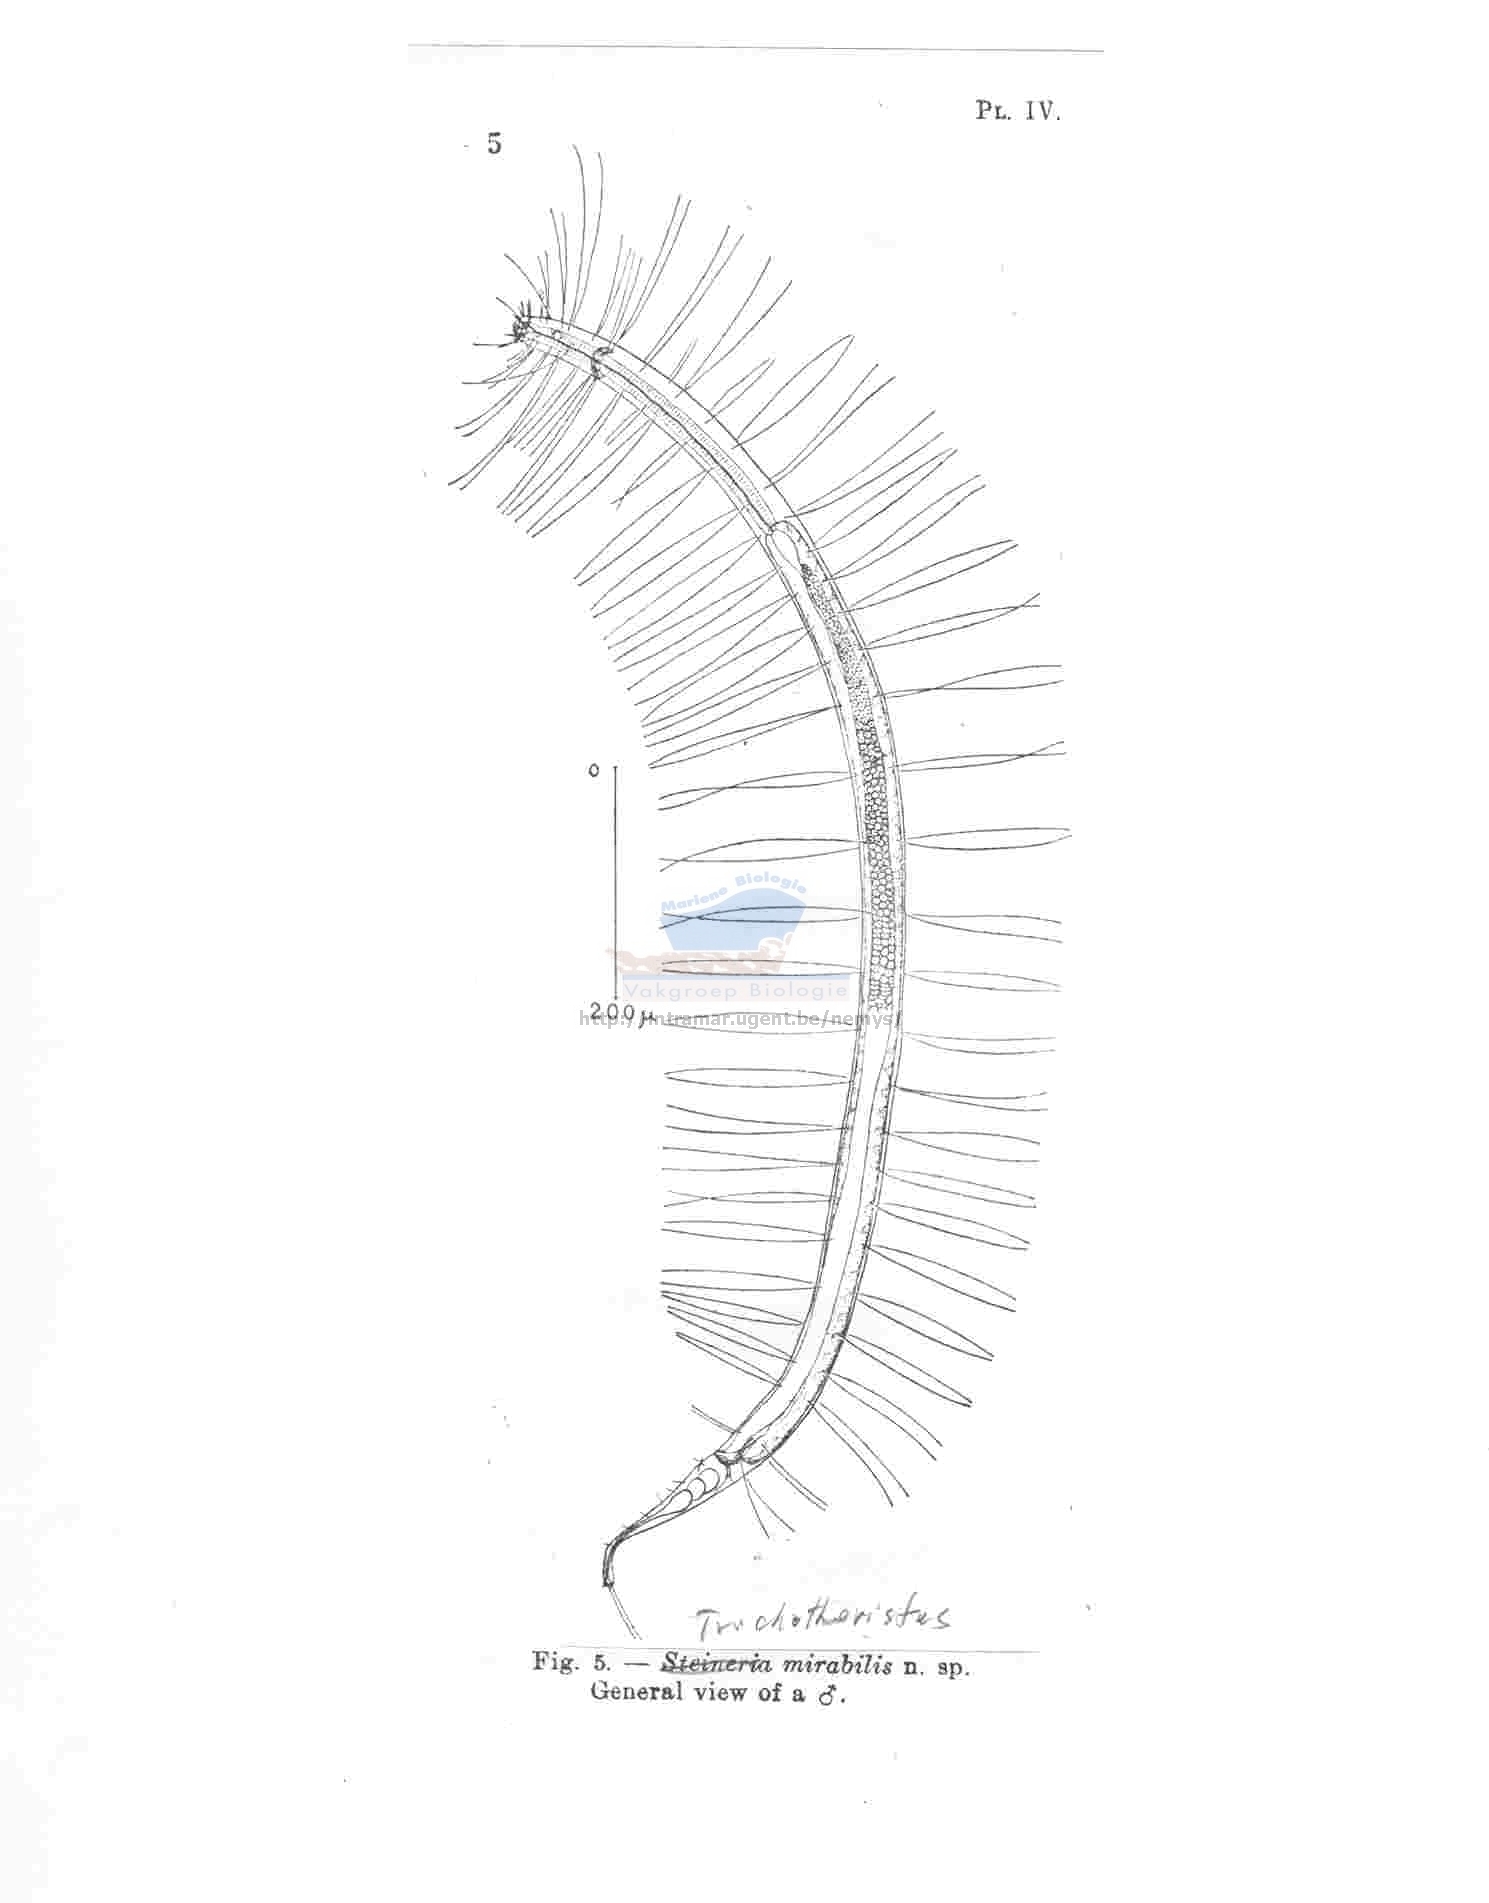 PL. IV.
5
0
Mariene Biologie
Vakgroep Biologie
200μ
http://intramar.ugent.be/nemys
Trichotheristus
Fig. 5. — Steineria mirabilis n. sp.
General view of a ♂.